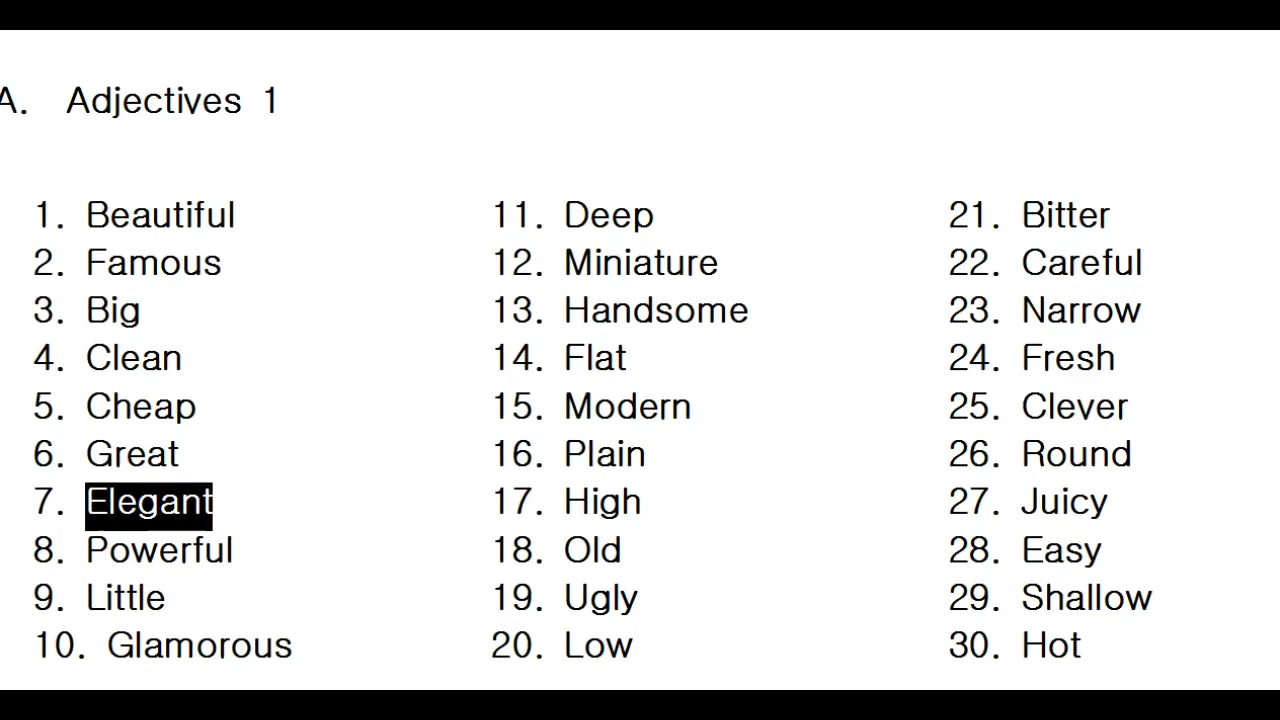 A. Adjectives 1
1. Beautiful
2. Famous
3. Big
4. Clean
5. Cheap
6. Great
7. Elegant
8. Powerful
9. Little
10. Glamorous
11. Deep
12. Miniature
13. Handsome
14. Flat
15. Modern
16. Plain
17. High
18. Old
19. Ugly
20. Low
21. Bitter
22. Careful
23. Narrow
24. Fresh
25. Clever
26. Round
27. Juicy
28. Easy
29. Shallow
30. Hot